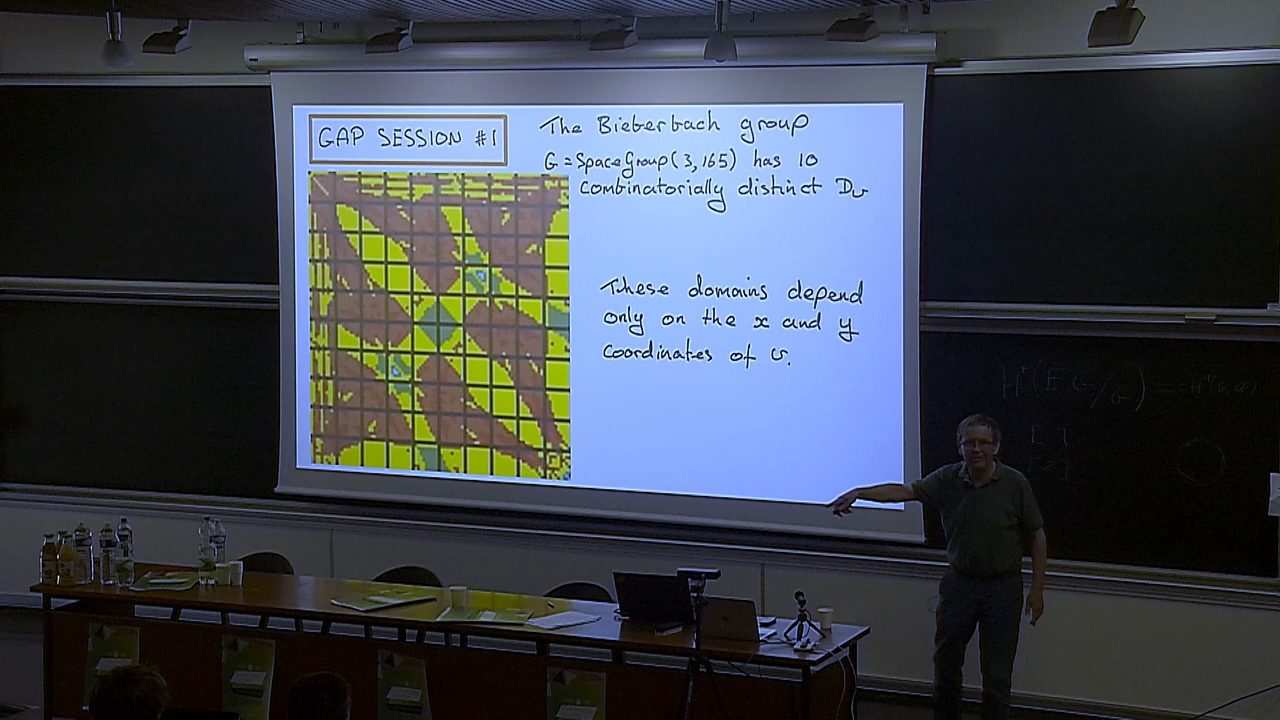 GAP SESSION #1
The Bieberbach group
G = SpaceGroup(3,165) has 10
combinatorially distinct Dv
These domains depend
only on the x and y
coordinates of v.